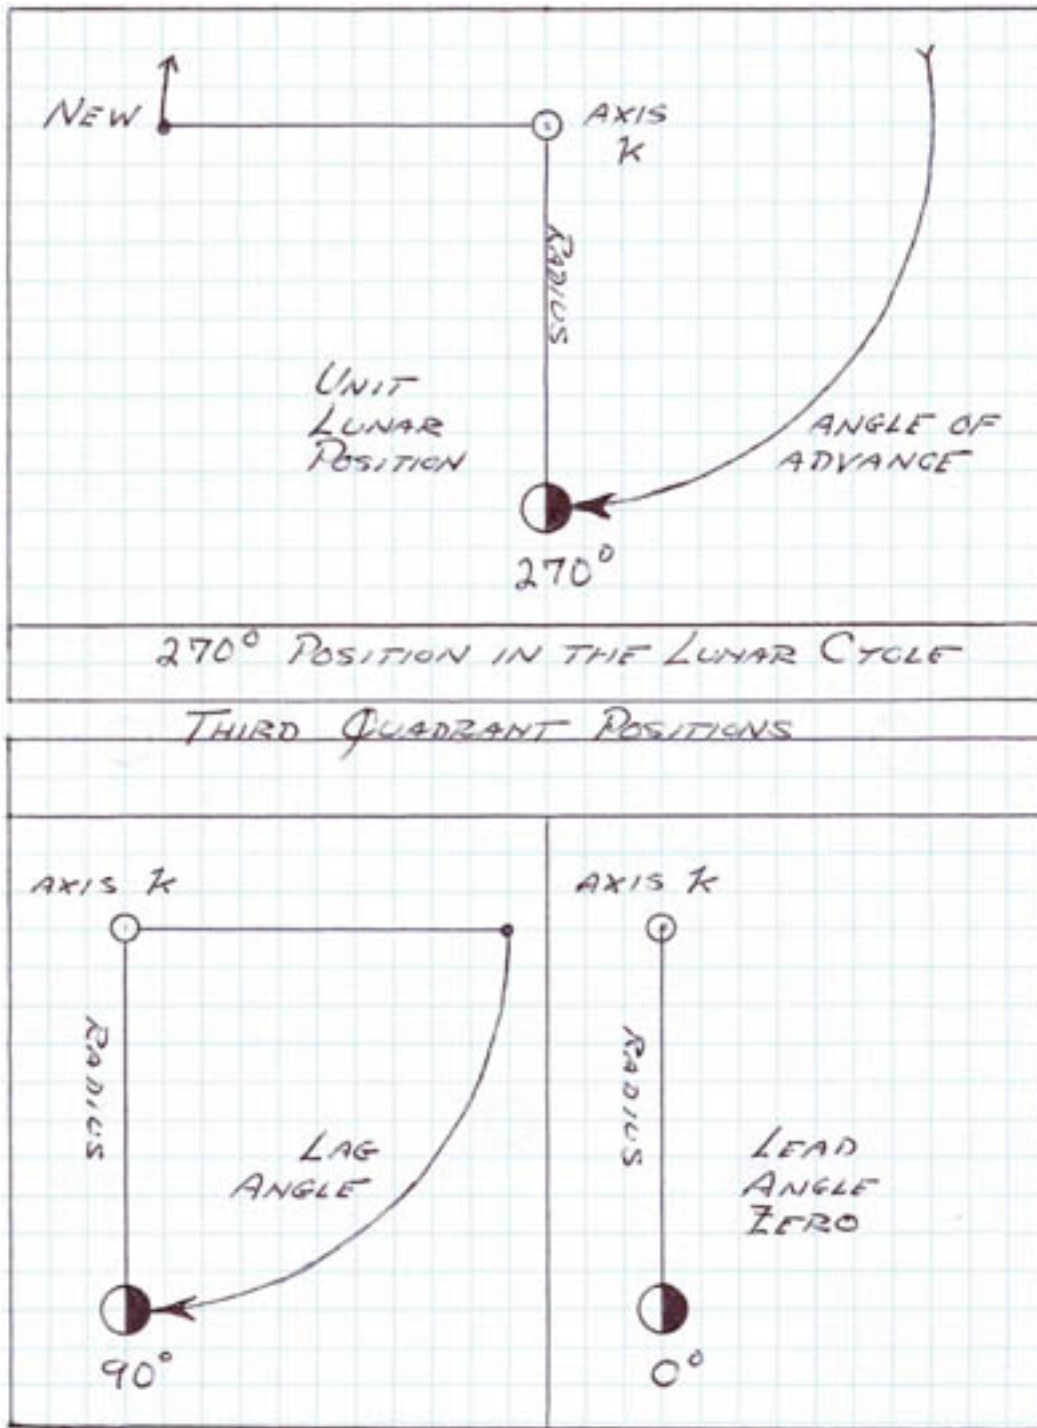 NEW
AXIS
k
RADIUS
UNIT
LUNAR
POSITION
ANGLE OF
ADVANCE
270°
270° POSITION IN THE LUNAR CYCLE
THIRD QUADRANT POSITIONS
AXIS k
RADIUS
LAG
ANGLE
90°
AXIS k
RADIUS
LEAD
ANGLE
ZERO
0°